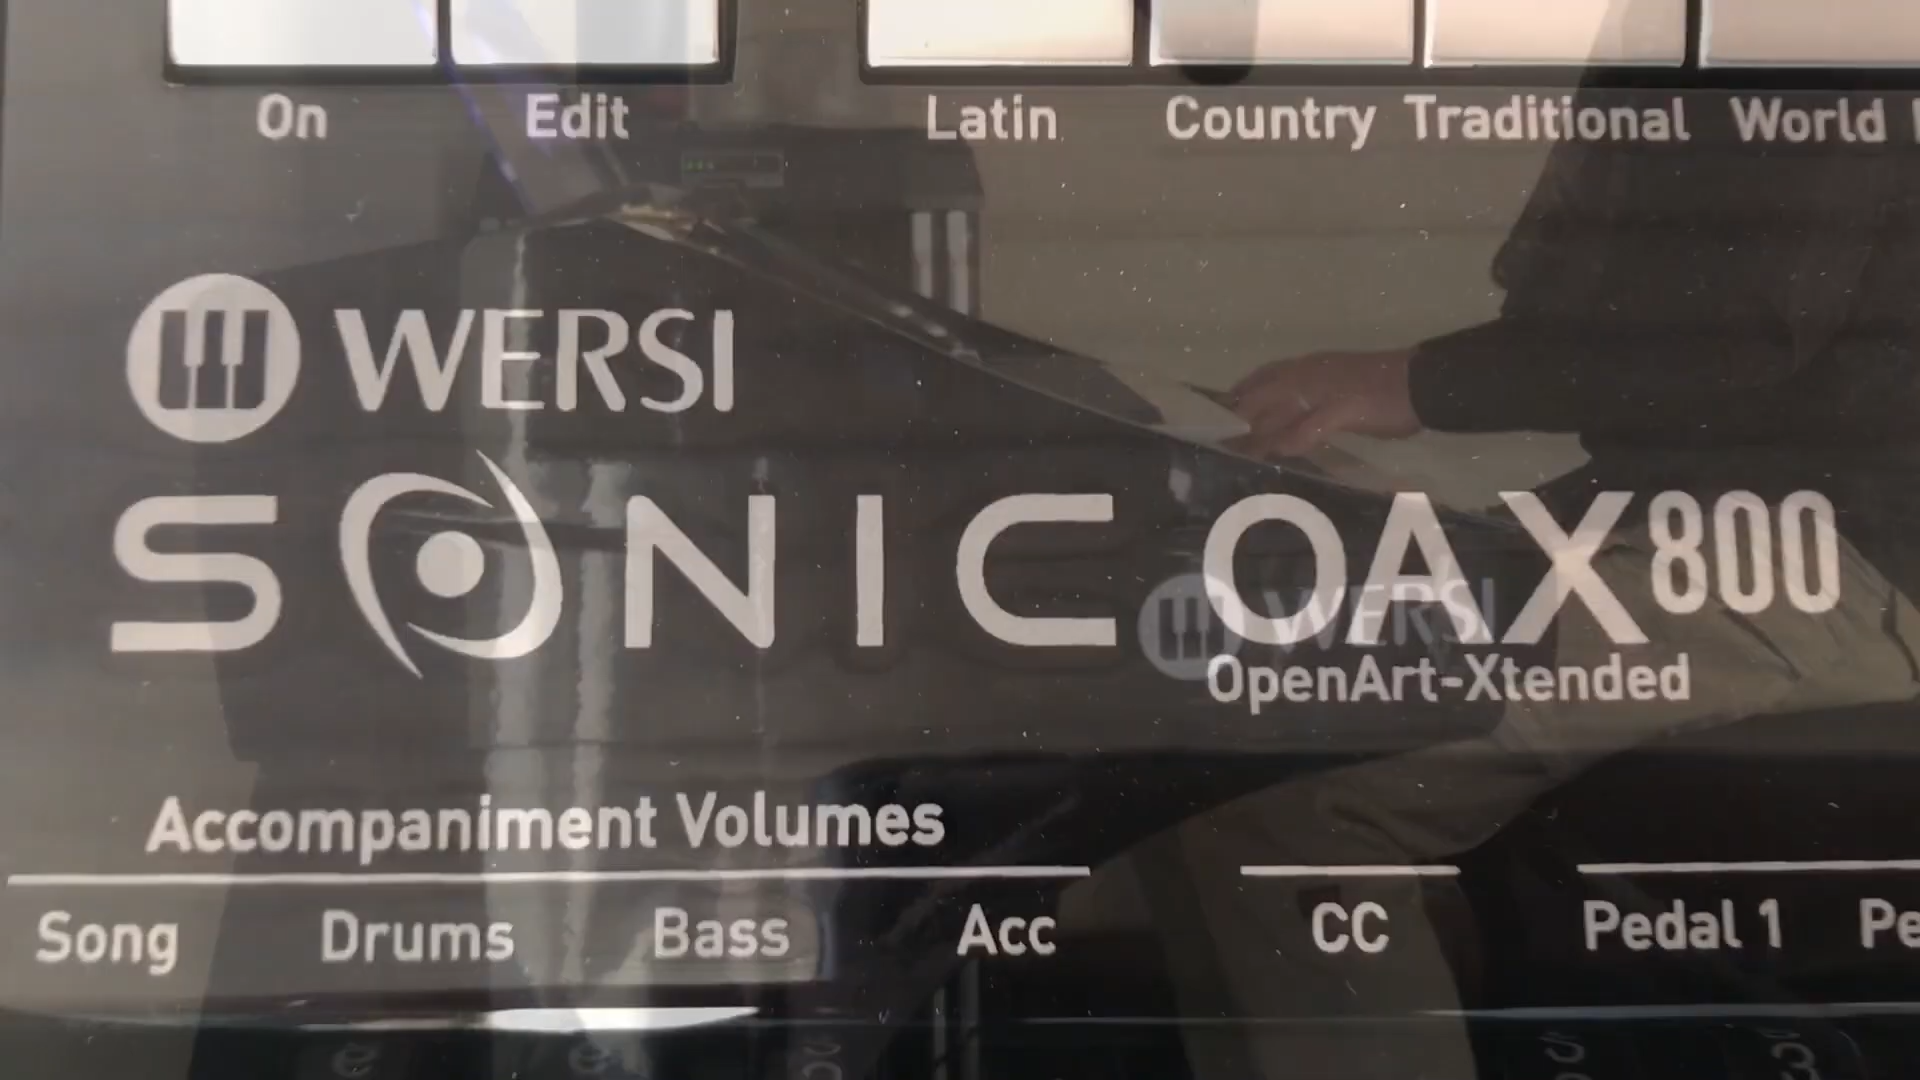 On Edit Latin Country Traditional World
WERSI
SONIC OAX800
WERSI
OpenArt-Xtended
Accompaniment Volumes
Song Drums Bass Acc CC Pedal 1